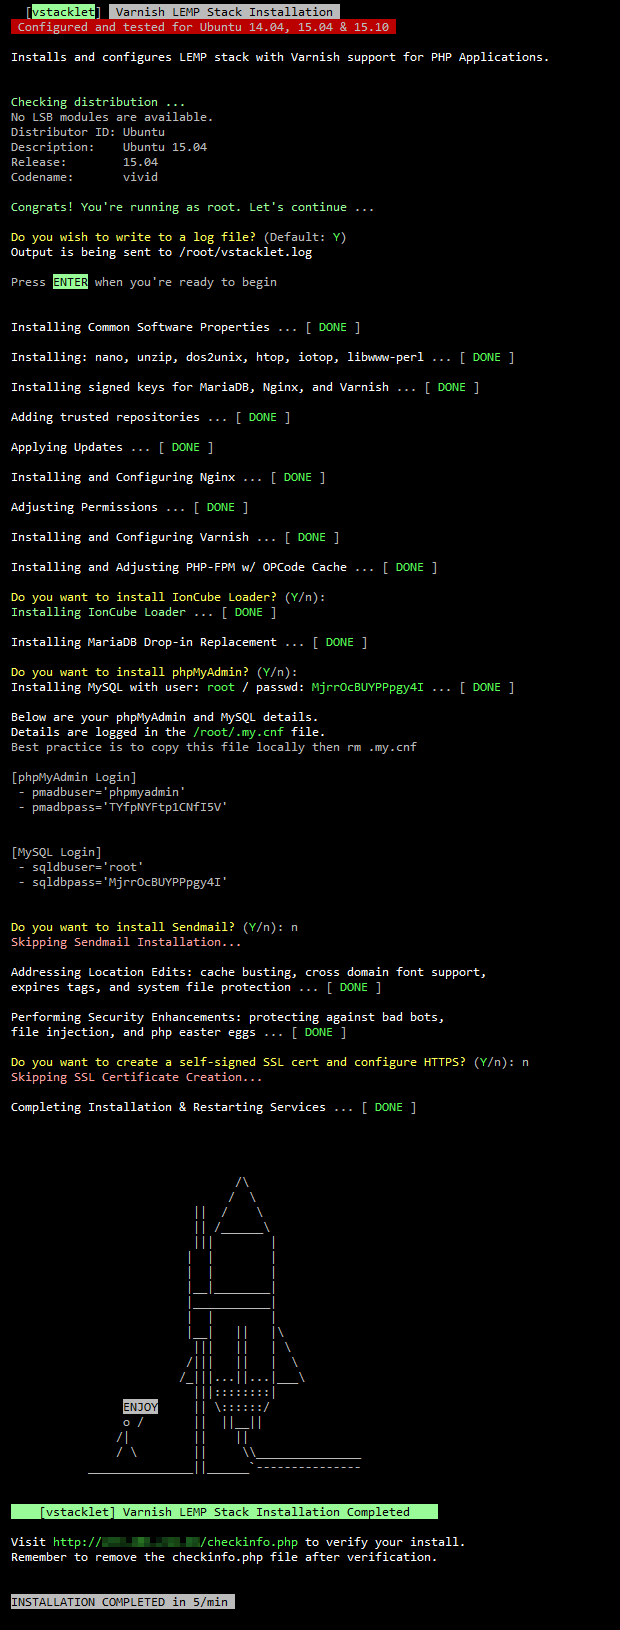 [vstacklet] Varnish LEMP Stack Installation
Configured and tested for Ubuntu 14.04, 15.04 & 15.10
Installs and configures LEMP stack with Varnish support for PHP Applications.
Checking distribution ...
No LSB modules are available.
Distributor ID: Ubuntu
Description:    Ubuntu 15.04
Release:        15.04
Codename:       vivid
Congrats! You're running as root. Let's continue ...
Do you wish to write to a log file? (Default: Y)
Output is being sent to /root/vstacklet.log
Press ENTER when you're ready to begin
Installing Common Software Properties ... [ DONE ]
Installing: nano, unzip, dos2unix, htop, iotop, libwww-perl ... [ DONE ]
Installing signed keys for MariaDB, Nginx, and Varnish ... [ DONE ]
Adding trusted repositories ... [ DONE ]
Applying Updates ... [ DONE ]
Installing and Configuring Nginx ... [ DONE ]
Adjusting Permissions ... [ DONE ]
Installing and Configuring Varnish ... [ DONE ]
Installing and Adjusting PHP-FPM w/ OPCode Cache ... [ DONE ]
Do you want to install IonCube Loader? (Y/n):
Installing IonCube Loader ... [ DONE ]
Installing MariaDB Drop-in Replacement ... [ DONE ]
Do you want to install phpMyAdmin? (Y/n):
Installing MySQL with user: root / passwd: MjrrOcBUYPPpgy4I ... [ DONE ]
Below are your phpMyAdmin and MySQL details.
Details are logged in the /root/.my.cnf file.
Best practice is to copy this file locally then rm .my.cnf
[phpMyAdmin Login]
- pmadbuser='phpmyadmin'
- pmadbpass='TYfpNYFtp1CNfI5V'
[MySQL Login]
- sqldbuser='root'
- sqldbpass='MjrrOcBUYPPpgy4I'
Do you want to install Sendmail? (Y/n): n
Skipping Sendmail Installation...
Addressing Location Edits: cache busting, cross domain font support,
expires tags, and system file protection ... [ DONE ]
Performing Security Enhancements: protecting against bad bots,
file injection, and php easter eggs ... [ DONE ]
Do you want to create a self-signed SSL cert and configure HTTPS? (Y/n): n
Skipping SSL Certificate Creation...
Completing Installation & Restarting Services ... [ DONE ]
ENJOY
[vstacklet] Varnish LEMP Stack Installation Completed
Visit http:// /checkinfo.php to verify your install.
Remember to remove the checkinfo.php file after verification.
INSTALLATION COMPLETED in 5/min